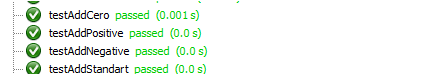 testAddCero passed (0.001 s)
testAddPositive passed (0.0 s)
testAddNegative passed (0.0 s)
testAddStandart passed (0.0 s)